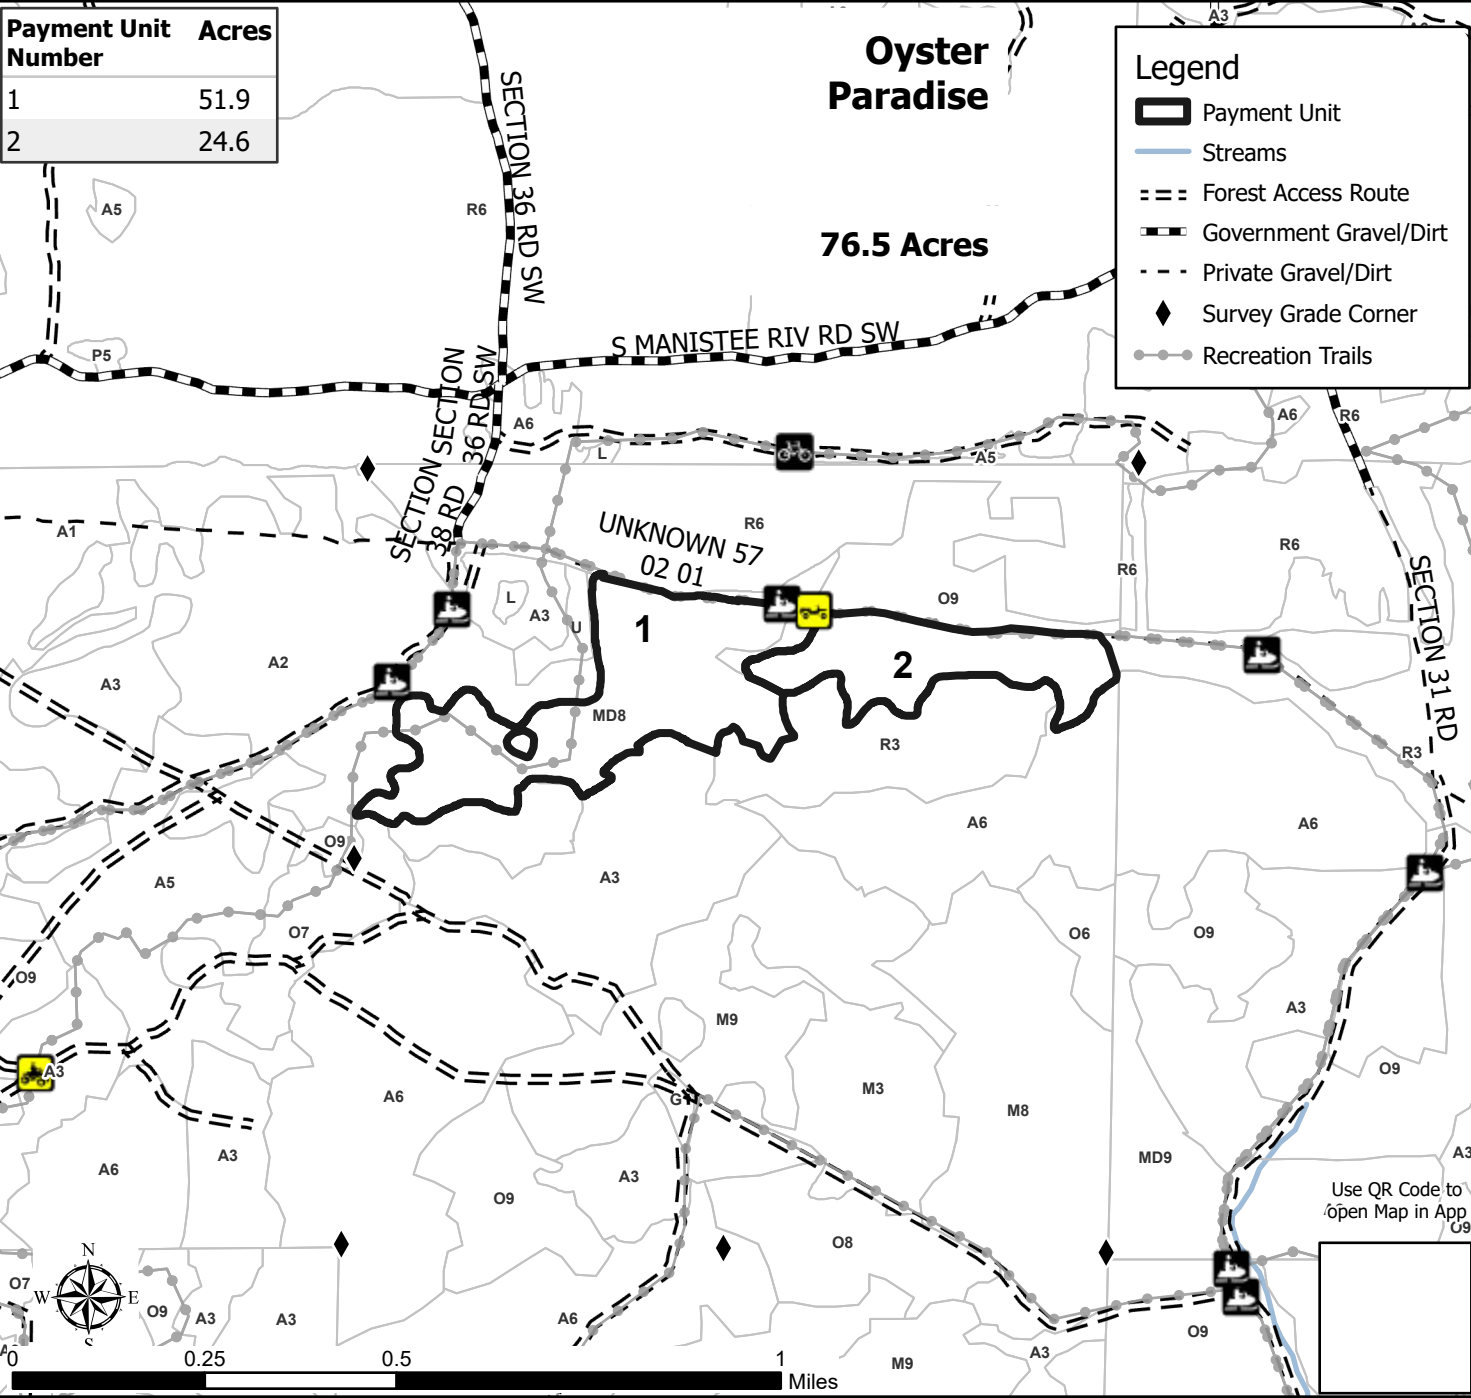 Payment Unit Number Acres
1 51.9
2 24.6
Oyster
Paradise
76.5 Acres
Legend
Payment Unit
Streams
Forest Access Route
Government Gravel/Dirt
Private Gravel/Dirt
Survey Grade Corner
Recreation Trails
A3
A5
R6
SECTION 36 RD SW
P5
S MANISTEE RIV RD SW
SECTION
36 RD SW
SECTION
SECTION
38 RD
A6
L
A5
A6
R6
A1
UNKNOWN 57
02 01
R6
R6
R6
SECTION 31 RD
L
A3
U
1
O9
2
A2
A3
MD8
R3
R3
A6
A6
O9
A5
A3
O7
O6
O9
O9
A3
M9
A3
O9
G
A6
M3
M8
A6
A3
O9
A3
MD9
A3
Use QR Code to
open Map in App
O9
O8
N
W E
S
O7
O9
A3
A3
A6
O9
A3
M9
0 0.25 0.5 1
Miles